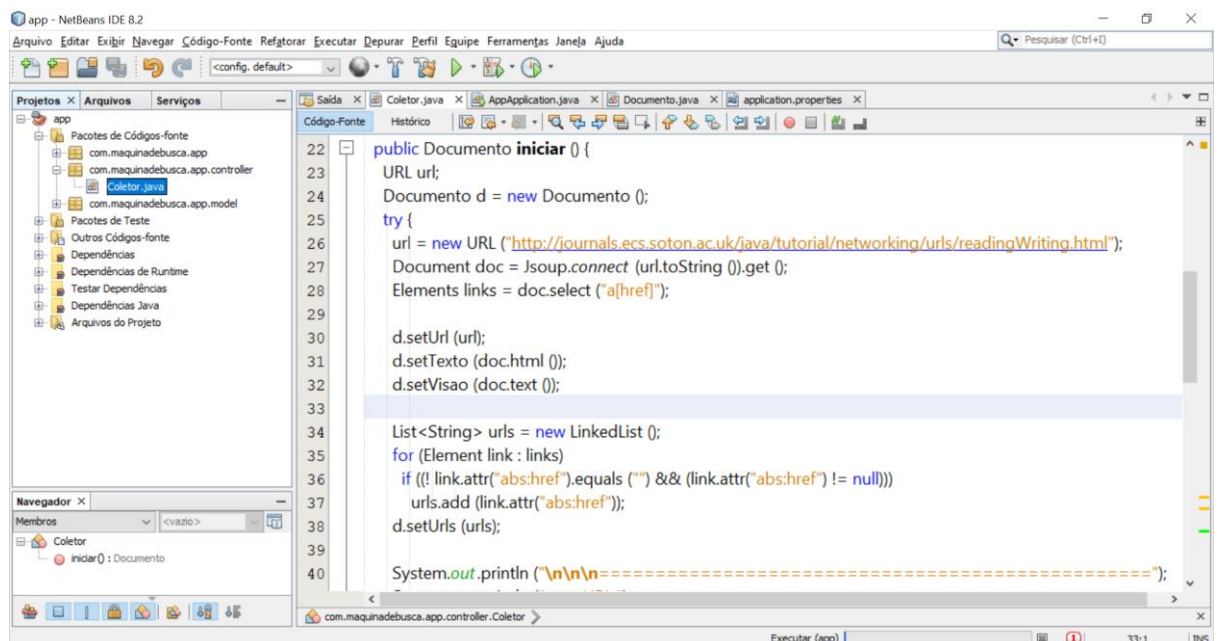 app - NetBeans IDE 8.2
Arquivo Editar Exibir Navegar Código-Fonte Refatorar Executar Depurar Perfil Equipe Ferramentas Janela Ajuda
Pesquisar (Ctrl+I)
<config. default>
Projetos Arquivos Serviços
app
Pacotes de Códigos-fonte
com.maquinadebusca.app
com.maquinadebusca.app.controller
Coletor.java
com.maquinadebusca.app.model
Pacotes de Teste
Outros Códigos-fonte
Dependências
Dependências de Runtime
Testar Dependências
Dependências Java
Arquivos do Projeto
Navegador
Membros <vazio>
Coletor
iniciar() : Documento
Saída Coletor.java AppApplication.java Documento.java application.properties
Código-Fonte Histórico
22 public Documento iniciar () {
23 URL url;
24 Documento d = new Documento ();
25 try {
26 url = new URL ("http://journals.ecs.soton.ac.uk/java/tutorial/networking/urls/readingWriting.html");
27 Document doc = Jsoup.connect (url.toString ()).get ();
28 Elements links = doc.select ("a[href]");
29
30 d.setUrl (url);
31 d.setTexto (doc.html ());
32 d.setVisao (doc.text ());
33
34 List<String> urls = new LinkedList ();
35 for (Element link : links)
36 if ((! link.attr("abs:href").equals ("") && (link.attr("abs:href") != null)))
37 urls.add (link.attr("abs:href"));
38 d.setUrls (urls);
39
40 System.out.println ("\n\n\n==================================================");
com.maquinadebusca.app.controller.Coletor
Executar (app) 1 33:1 INS